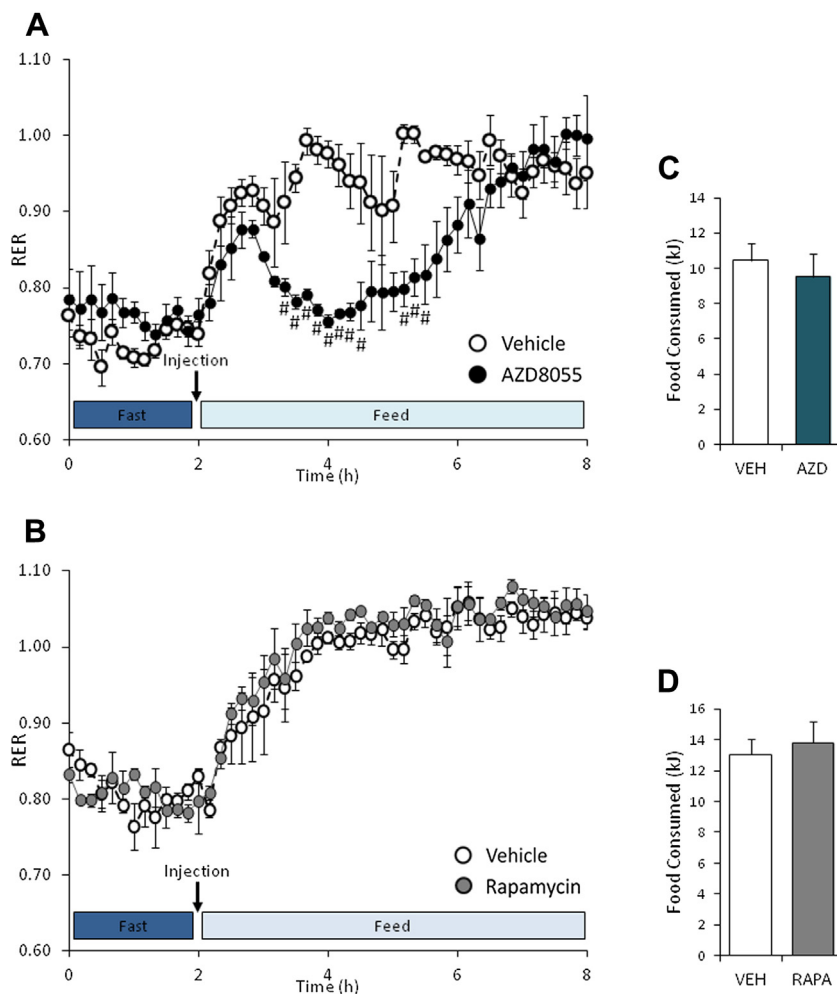 A
1.10
1.00
0.90
0.80
0.70
0.60
RER
# # # # # # # # # # #
Injection
Vehicle
AZD8055
Fast
Feed
0 2 4 6 8
Time (h)
C
14
12
10
8
6
4
2
0
Food Consumed (kJ)
VEH AZD
B
1.10
1.00
0.90
0.80
0.70
0.60
RER
Injection
Vehicle
Rapamycin
Fast
Feed
0 2 4 6 8
Time (h)
D
16
14
12
10
8
6
4
2
0
Food Consumed (kJ)
VEH RAPA